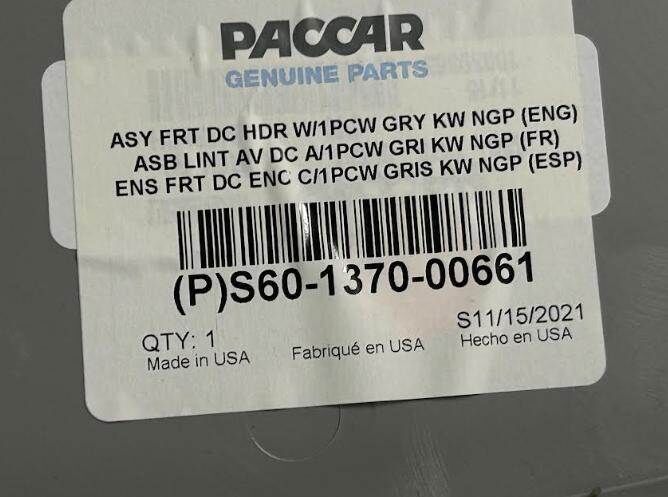 PACCAR
GENUINE PARTS
ASY FRT DC HDR W/1PCW GRY KW NGP (ENG)
ASB LINT AV DC A/1PCW GRI KW NGP (FR)
ENS FRT DC ENC C/1PCW GRIS KW NGP (ESP)
(P)S60-1370-00661
QTY: 1
Made in USA
Fabriqué en USA
S11/15/2021
Hecho en USA